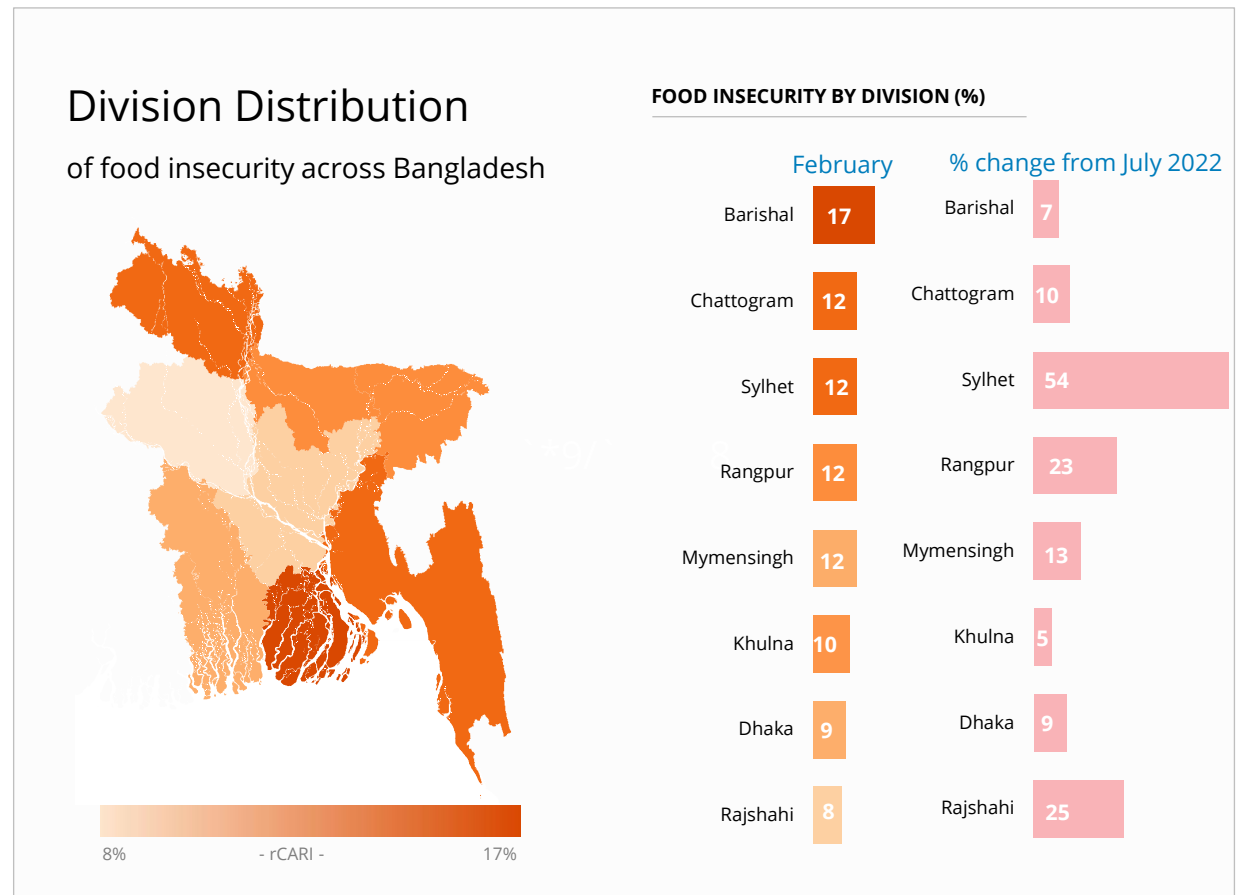 Division Distribution
of food insecurity across Bangladesh
8%
- rCARI -
17%
FOOD INSECURITY BY DIVISION (%)
February
Barishal 17
Chattogram 12
Sylhet 12
Rangpur 12
Mymensingh 12
Khulna 10
Dhaka 9
Rajshahi 8
% change from July 2022
Barishal 7
Chattogram 10
Sylhet 54
Rangpur 23
Mymensingh 13
Khulna 5
Dhaka 9
Rajshahi 25